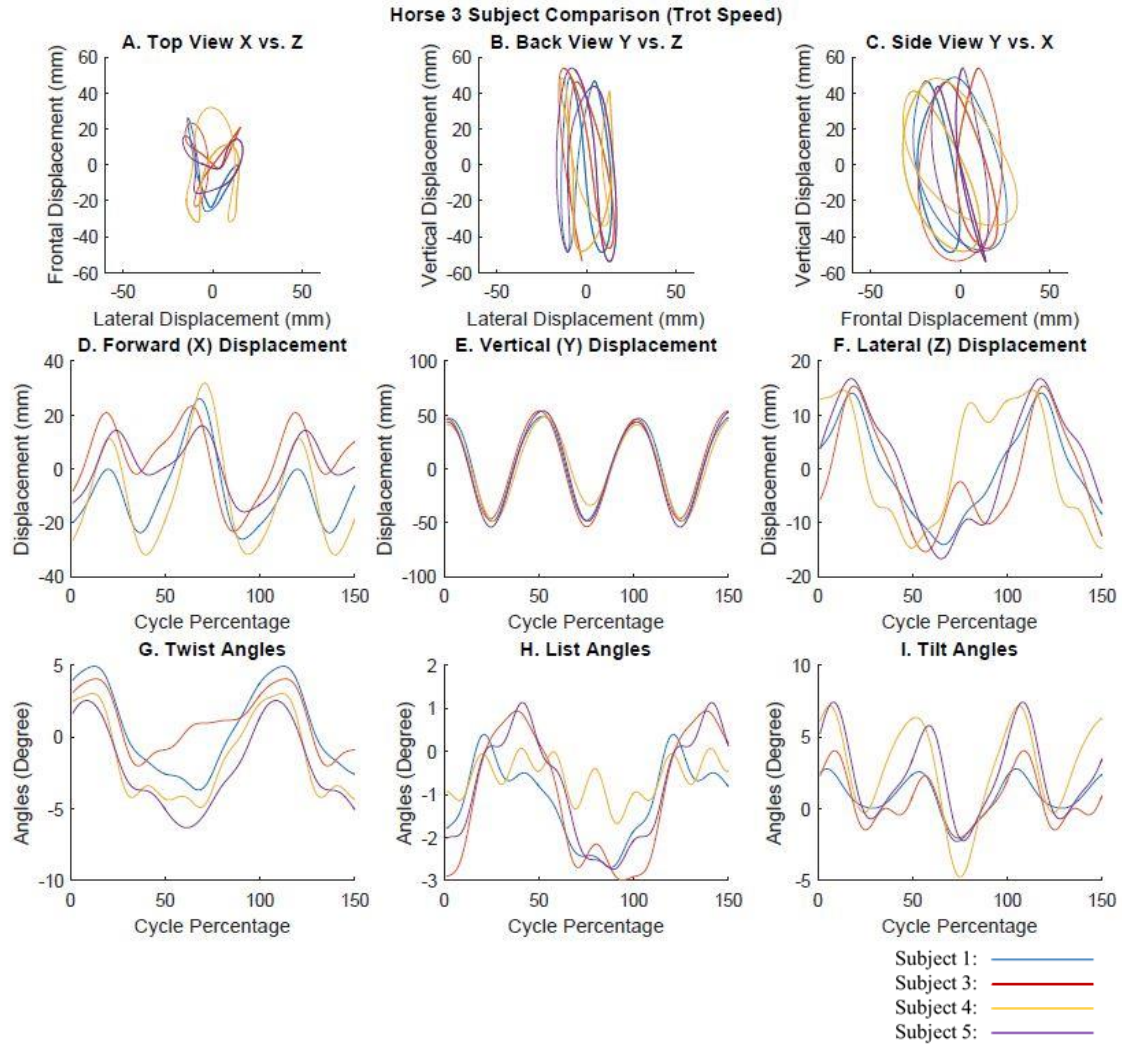 Horse 3 Subject Comparison (Trot Speed)
A. Top View X vs. Z
B. Back View Y vs. Z
C. Side View Y vs. X
Frontal Displacement (mm)
60
40
20
0
-20
-40
-60
-50
0
50
Lateral Displacement (mm)
Vertical Displacement (mm)
60
40
20
0
-20
-40
-60
-50
0
50
Lateral Displacement (mm)
Vertical Displacement (mm)
60
40
20
0
-20
-40
-60
-50
0
50
Frontal Displacement (mm)
D. Forward (X) Displacement
E. Vertical (Y) Displacement
F. Lateral (Z) Displacement
Displacement (mm)
40
20
0
-20
-40
0
50
100
150
Cycle Percentage
Displacement (mm)
100
50
0
-50
-100
0
50
100
150
Cycle Percentage
Displacement (mm)
20
10
0
-10
-20
0
50
100
150
Cycle Percentage
G. Twist Angles
H. List Angles
I. Tilt Angles
Angles (Degree)
5
0
-5
-10
0
50
100
150
Cycle Percentage
Angles (Degree)
2
1
0
-1
-2
-3
0
50
100
150
Cycle Percentage
Angles (Degree)
10
5
0
-5
0
50
100
150
Cycle Percentage
Subject 1:
Subject 3:
Subject 4:
Subject 5: